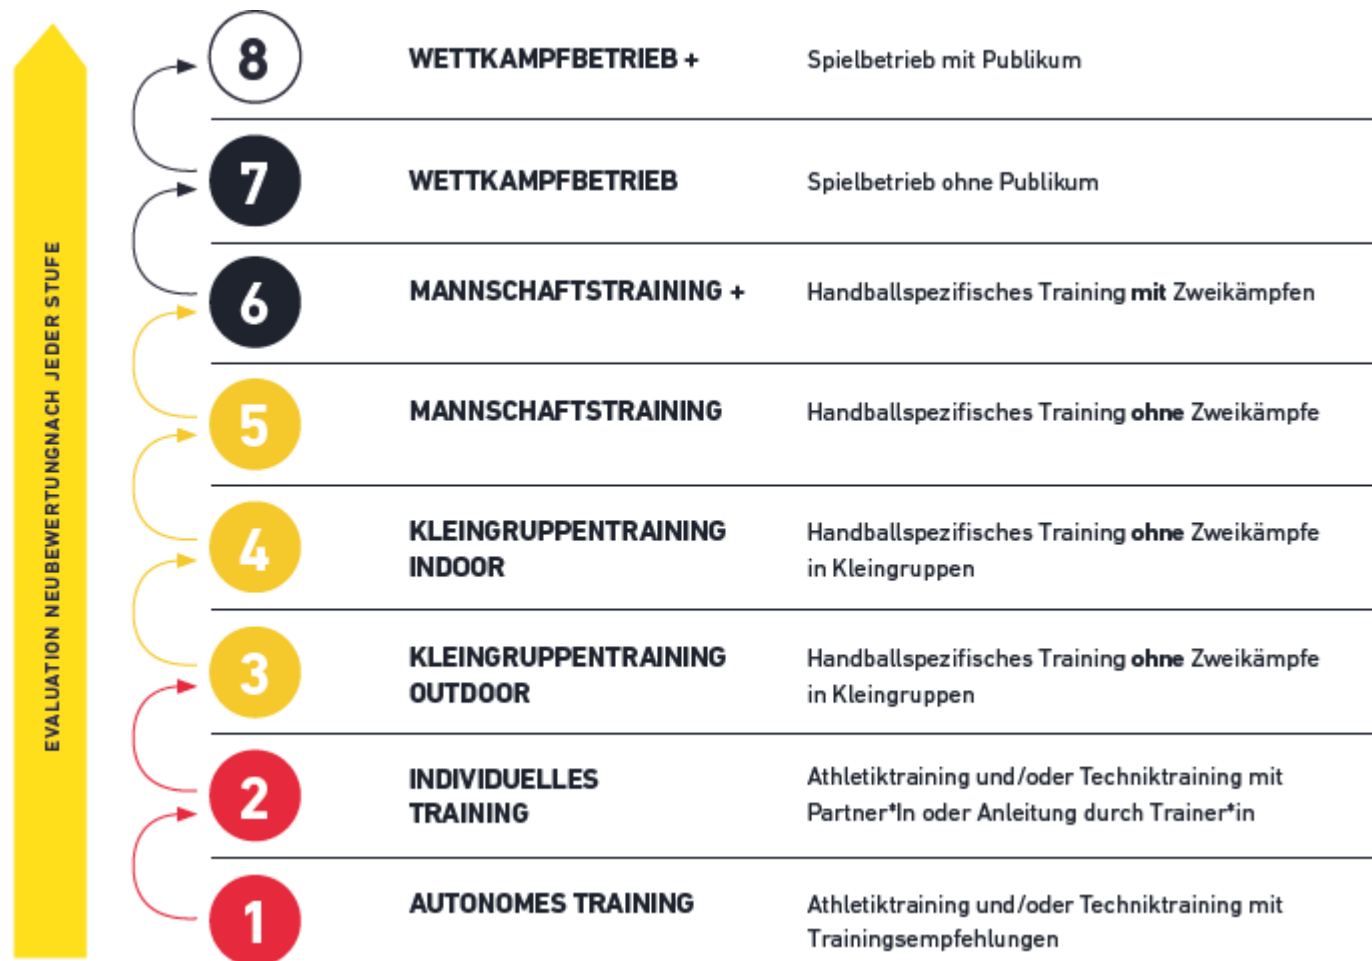 EVALUATION NEUBEWERTUNGNACH JEDER STUFE
8
WETTKAMPFBETRIEB +
Spielbetrieb mit Publikum
7
WETTKAMPFBETRIEB
Spielbetrieb ohne Publikum
6
MANNSCHAFTSTRAINING +
Handballspezifisches Training mit Zweikämpfen
5
MANNSCHAFTSTRAINING
Handballspezifisches Training ohne Zweikämpfe
4
KLEINGRUPPENTRAINING
INDOOR
Handballspezifisches Training ohne Zweikämpfe
in Kleingruppen
3
KLEINGRUPPENTRAINING
OUTDOOR
Handballspezifisches Training ohne Zweikämpfe
in Kleingruppen
2
INDIVIDUELLES
TRAINING
Athletiktraining und/oder Techniktraining mit
Partner*In oder Anleitung durch Trainer*in
1
AUTONOMES TRAINING
Athletiktraining und/oder Techniktraining mit
Trainingsempfehlungen